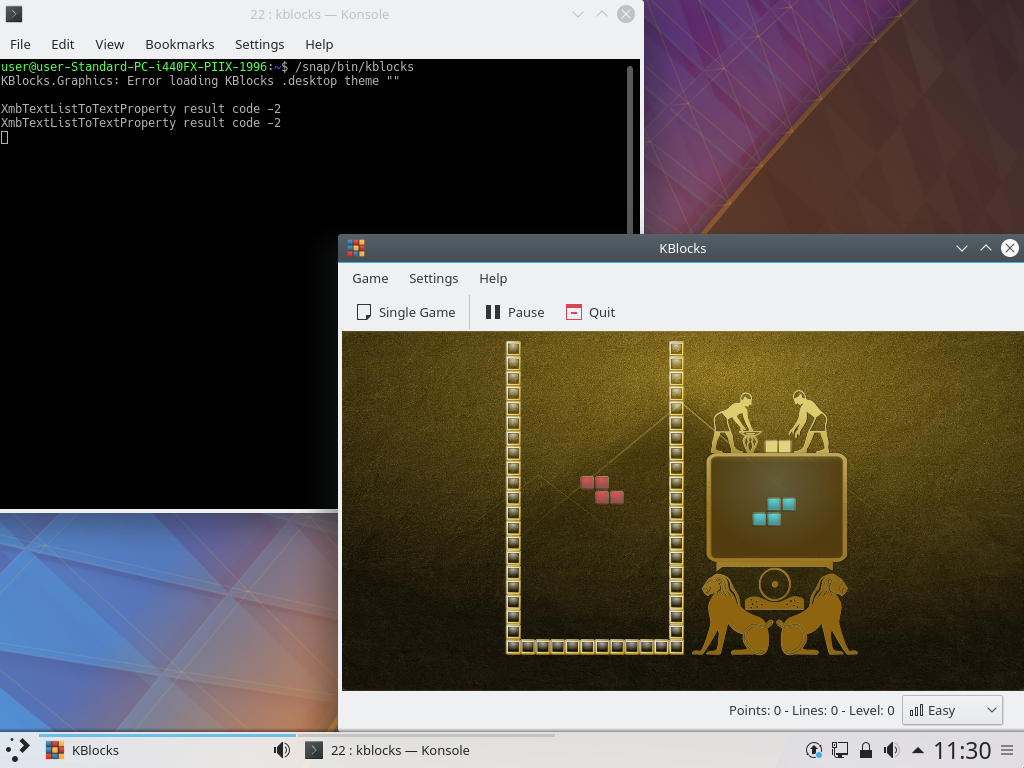 22 : kblocks — Konsole
File Edit View Bookmarks Settings Help
user@user-Standard-PC-i440FX-PIIX-1996:~$ /snap/bin/kblocks
KBlocks.Graphics: Error loading KBlocks .desktop theme ""
XmbTextListToTextProperty result code -2
XmbTextListToTextProperty result code -2
KBlocks
Game Settings Help
Single Game Pause Quit
Points: 0 - Lines: 0 - Level: 0 Easy
KBlocks 22 : kblocks — Konsole 11:30